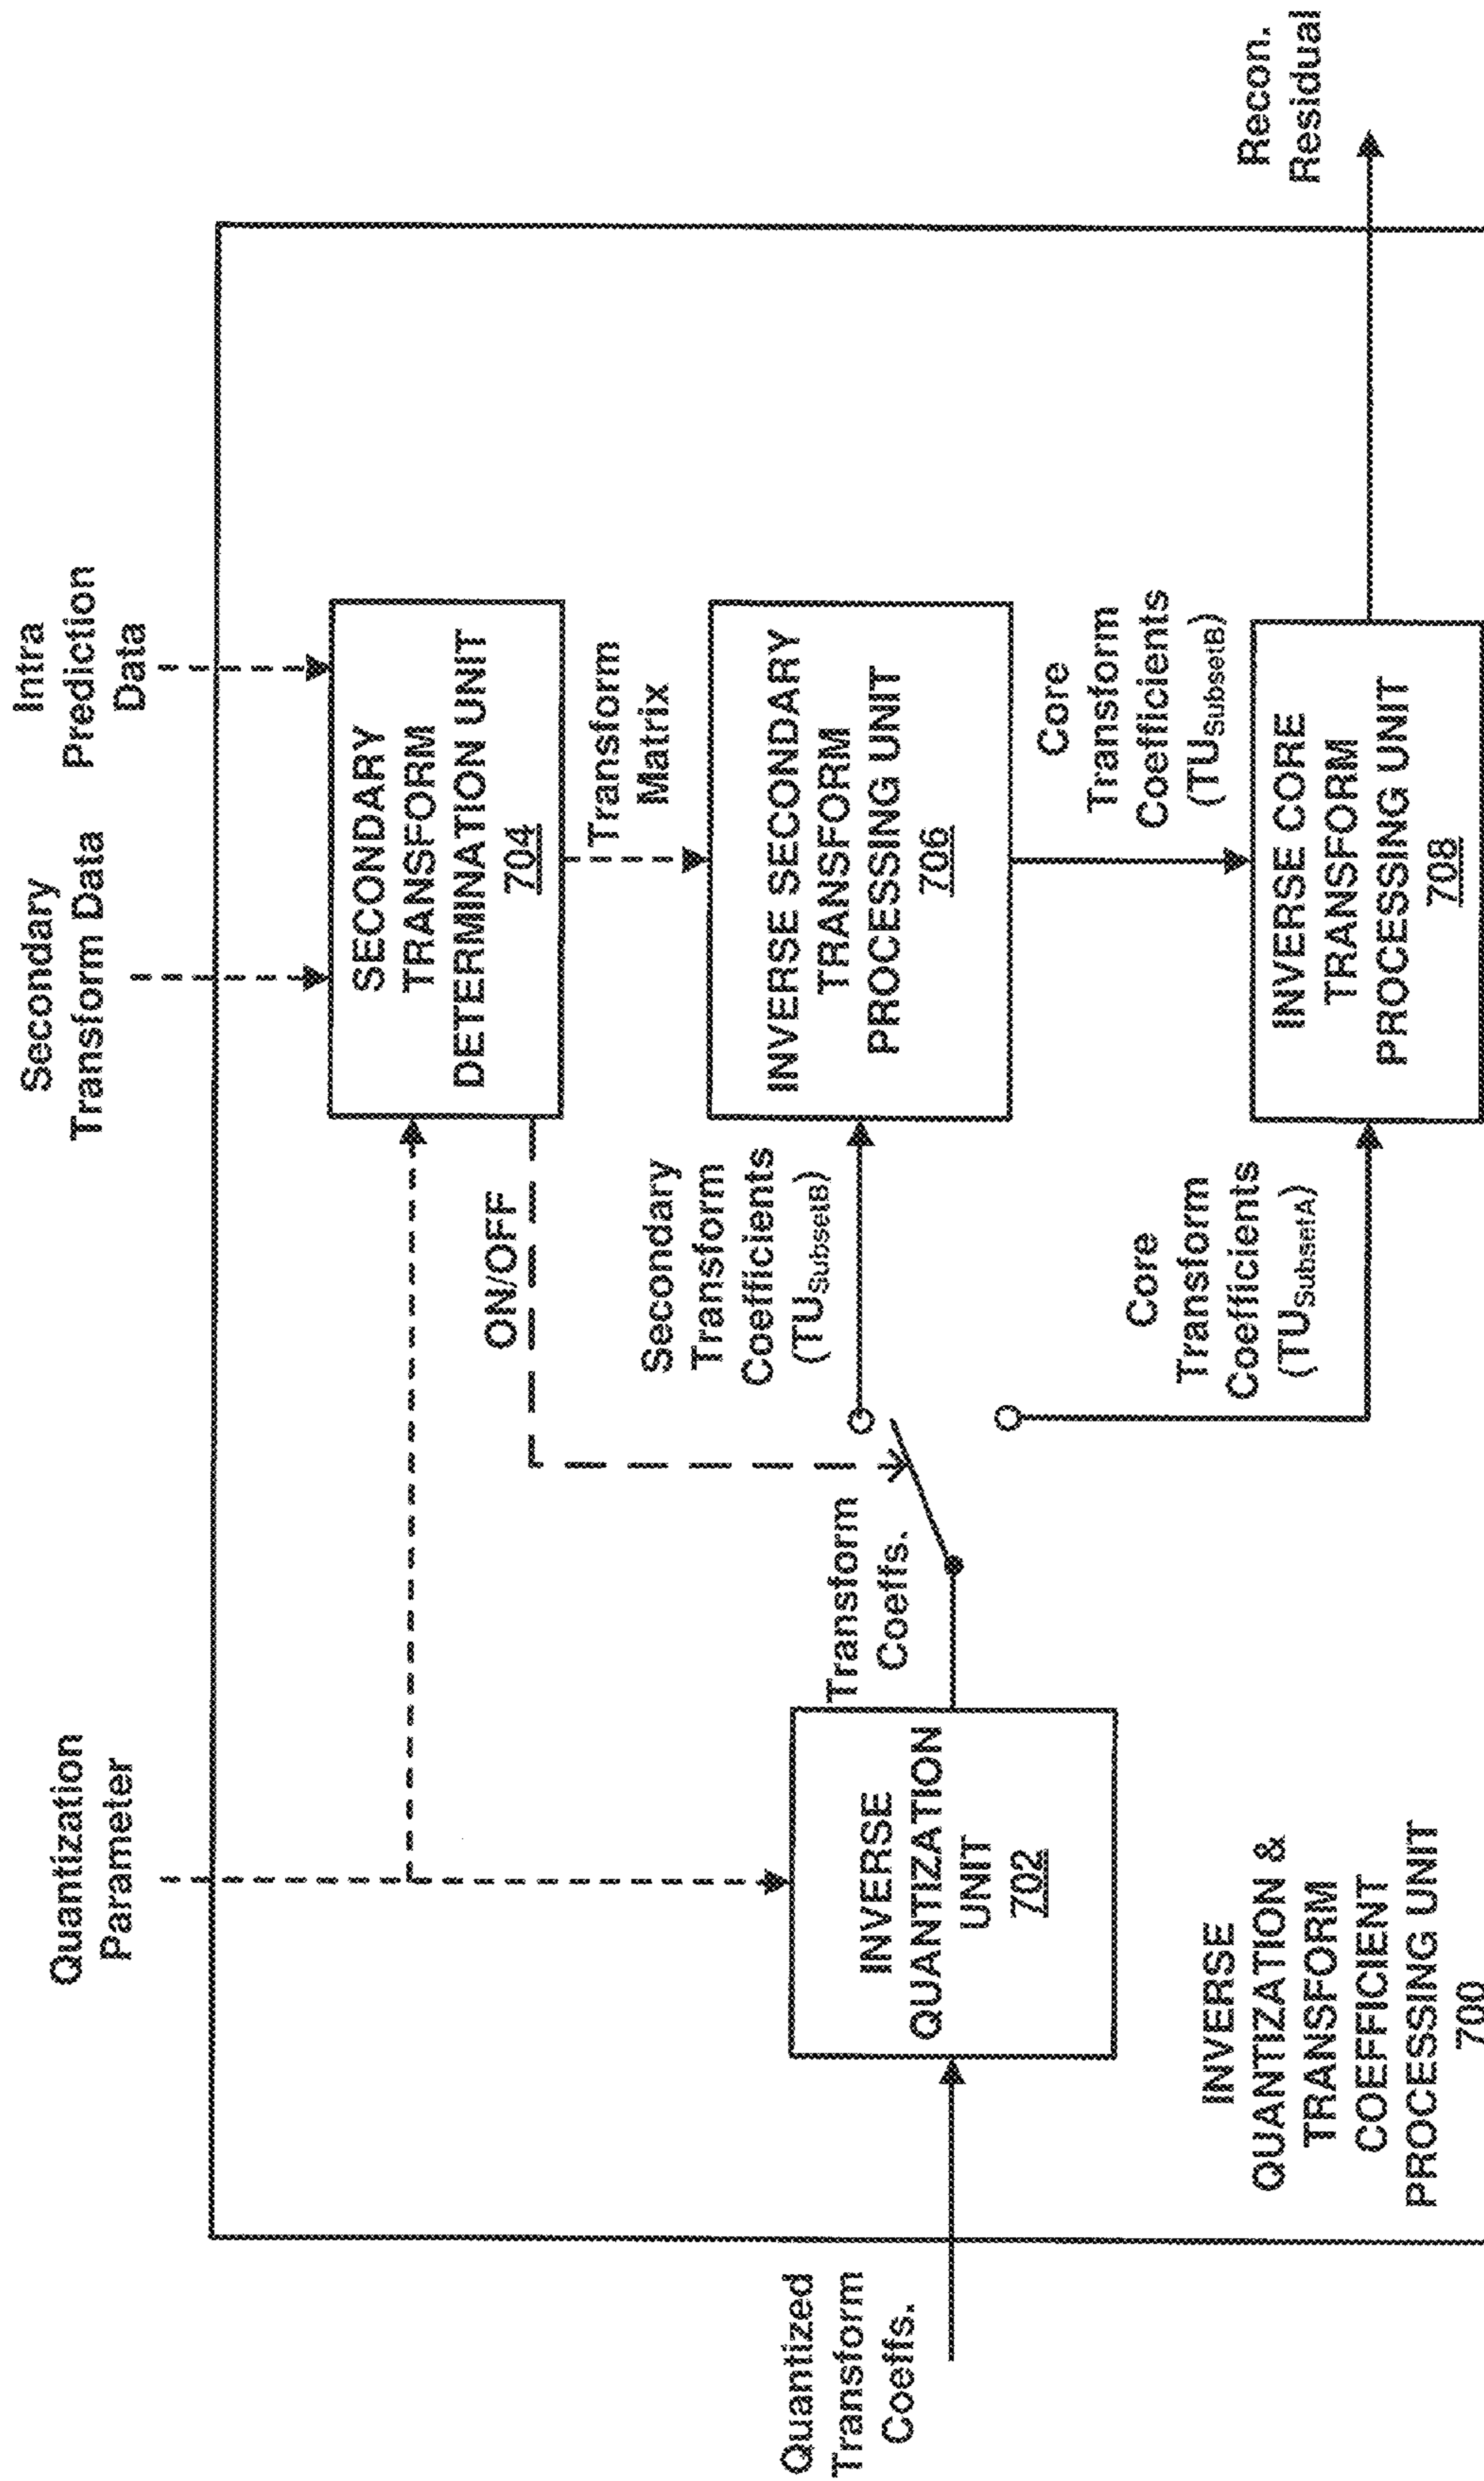 Quantization
Parameter
Secondary
Transform Data
Intra
Prediction
Data
SECONDARY
TRANSFORM
DETERMINATION UNIT
704
ON/OFF
Transform
Matrix
Quantized
Transform
Coeffs.
INVERSE
QUANTIZATION
UNIT
702
Transform
Coeffs.
Secondary
Transform
Coefficients
(TUSubsetB)
INVERSE SECONDARY
TRANSFORM
PROCESSING UNIT
706
Core
Transform
Coefficients
(TUSubsetB)
Core
Transform
Coefficients
(TUSubsetA)
INVERSE CORE
TRANSFORM
PROCESSING UNIT
708
Recon.
Residual
INVERSE
QUANTIZATION &
TRANSFORM
COEFFICIENT
PROCESSING UNIT
700